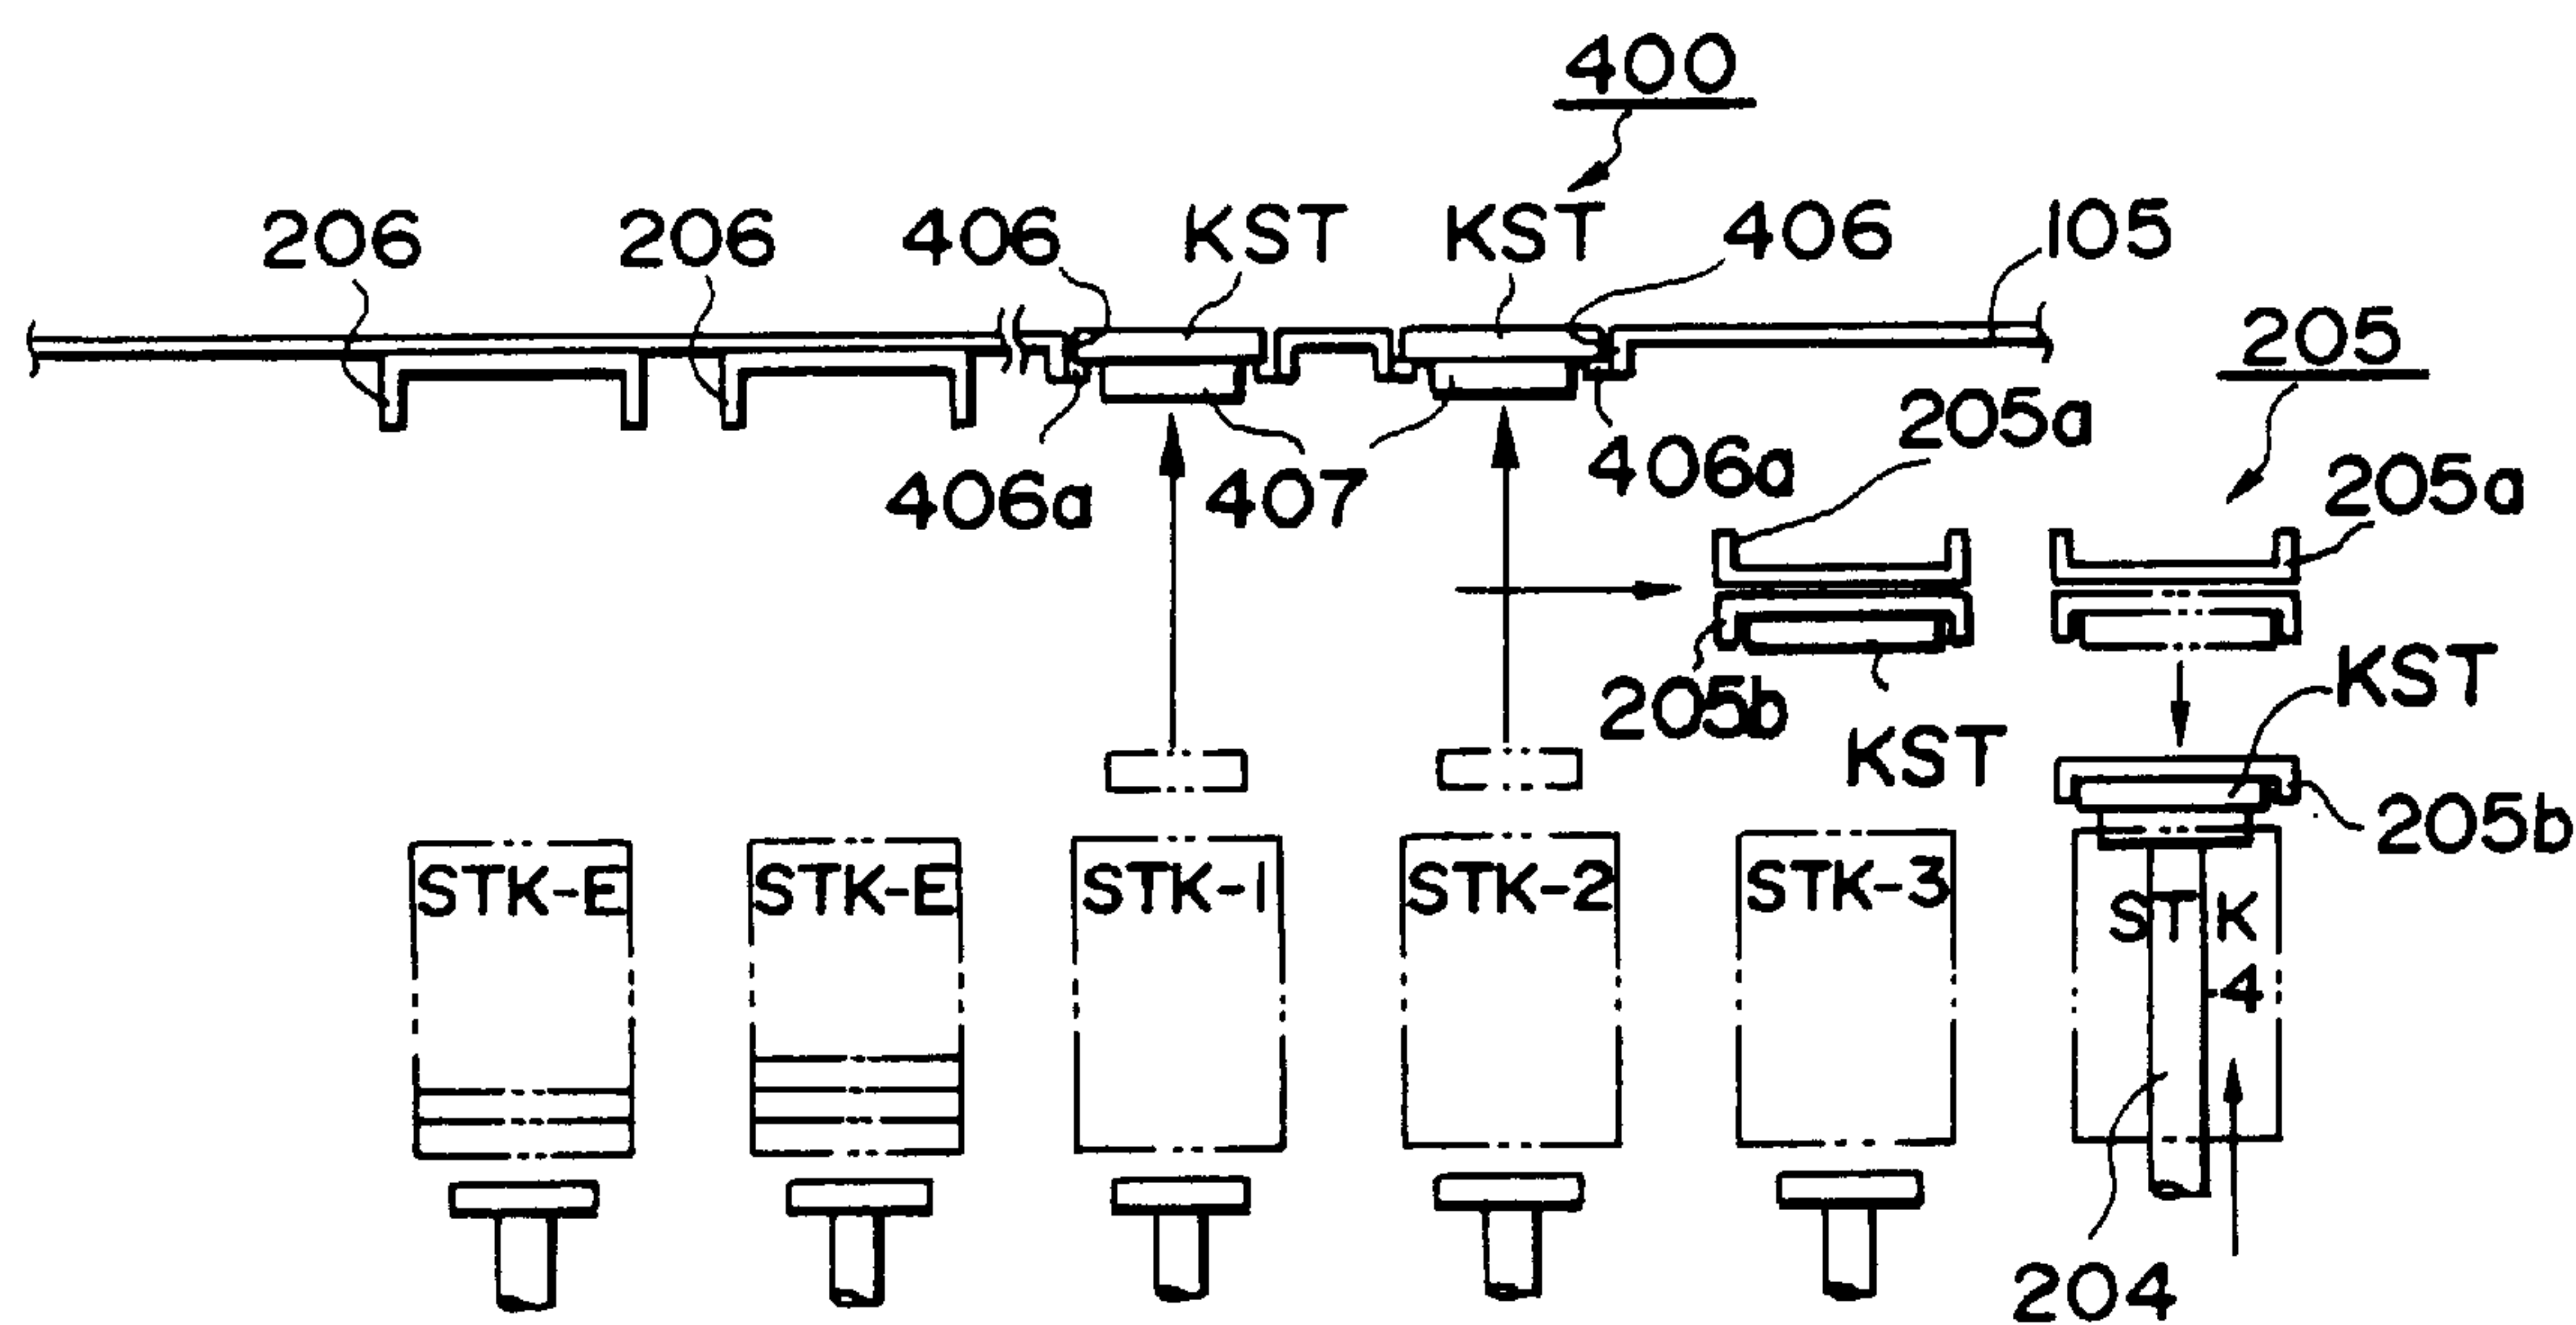 400
206 206 406 KST KST 406 105
205
205a
406a 407 406a 205a
205b KST
KST
205b
STK-E STK-E STK-1 STK-2 STK-3 STK
-4
204